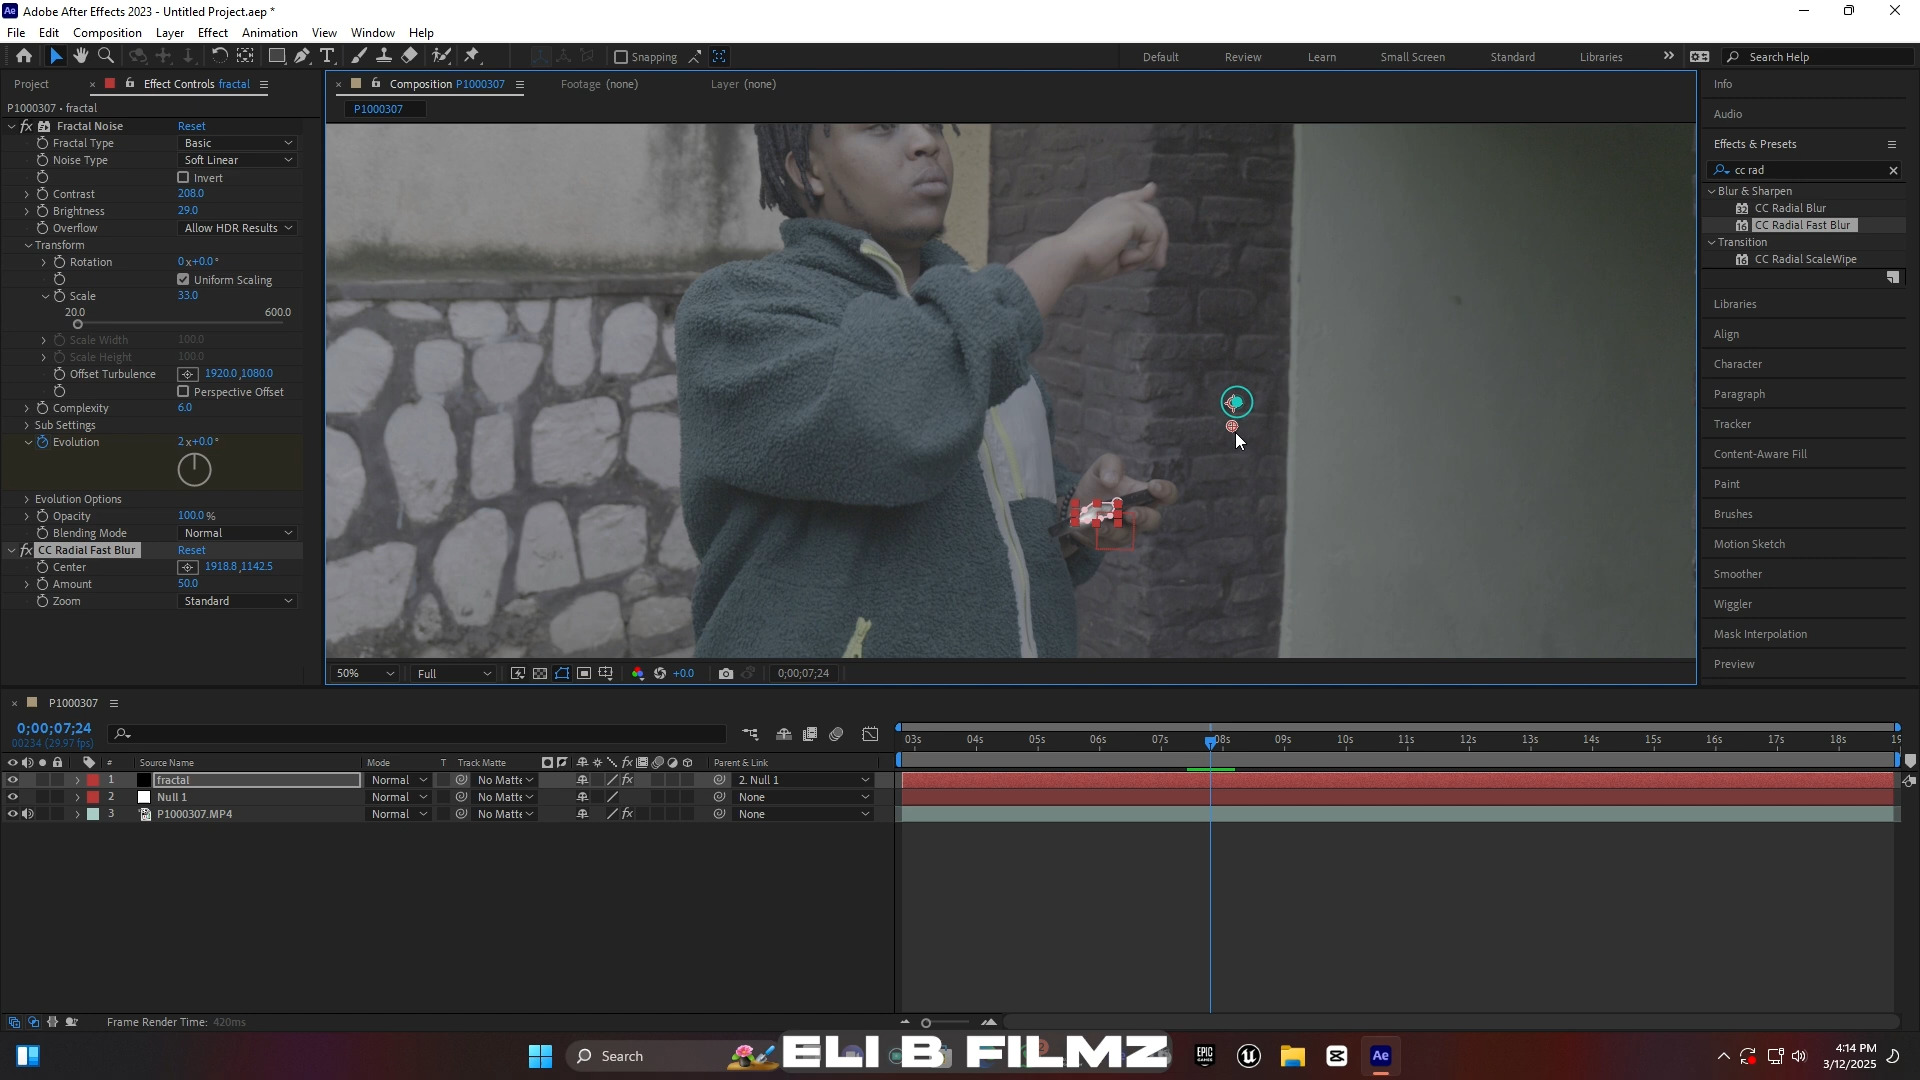 Adobe After Effects 2023 - Untitled Project.aep *
File Edit Composition Layer Effect Animation View Window Help
Snapping
Default Review Learn Small Screen Standard Libraries
Search Help
Project Effect Controls fractal
P1000307 • fractal
Fractal Noise Reset
Fractal Type Basic
Noise Type Soft Linear
Invert
Contrast 208.0
Brightness 29.0
Overflow Allow HDR Results
Transform
Rotation 0x+0.0°
Uniform Scaling
Scale 33.0
20.0 600.0
Scale Width 100.0
Scale Height 100.0
Offset Turbulence 1920.0,1080.0
Perspective Offset
Complexity 6.0
Sub Settings
Evolution 2x+0.0°
Evolution Options
Opacity 100.0 %
Blending Mode Normal
CC Radial Fast Blur Reset
Center 1918.8,1142.5
Amount 50.0
Zoom Standard
Composition P1000307 Footage (none) Layer (none)
P1000307
50% Full +0.0 0;00;07;24
Info
Audio
Effects & Presets
cc rad
Blur & Sharpen
32 CC Radial Blur
16 CC Radial Fast Blur
Transition
16 CC Radial ScaleWipe
Libraries
Align
Character
Paragraph
Tracker
Content-Aware Fill
Paint
Brushes
Motion Sketch
Smoother
Wiggler
Mask Interpolation
Preview
P1000307
0;00;07;24
00234 (29.97 fps)
03s 04s 05s 06s 07s 08s 09s 10s 11s 12s 13s 14s 15s 16s 17s 18s 19
# Source Name Mode T Track Matte Parent & Link
1 fractal Normal No Matte 2. Null 1
2 Null 1 Normal No Matte None
3 P1000307.MP4 Normal No Matte None
Frame Render Time: 420ms
Search
ELI B FILMZ
EPIC GAMES
Ae
4:14 PM
3/12/2025